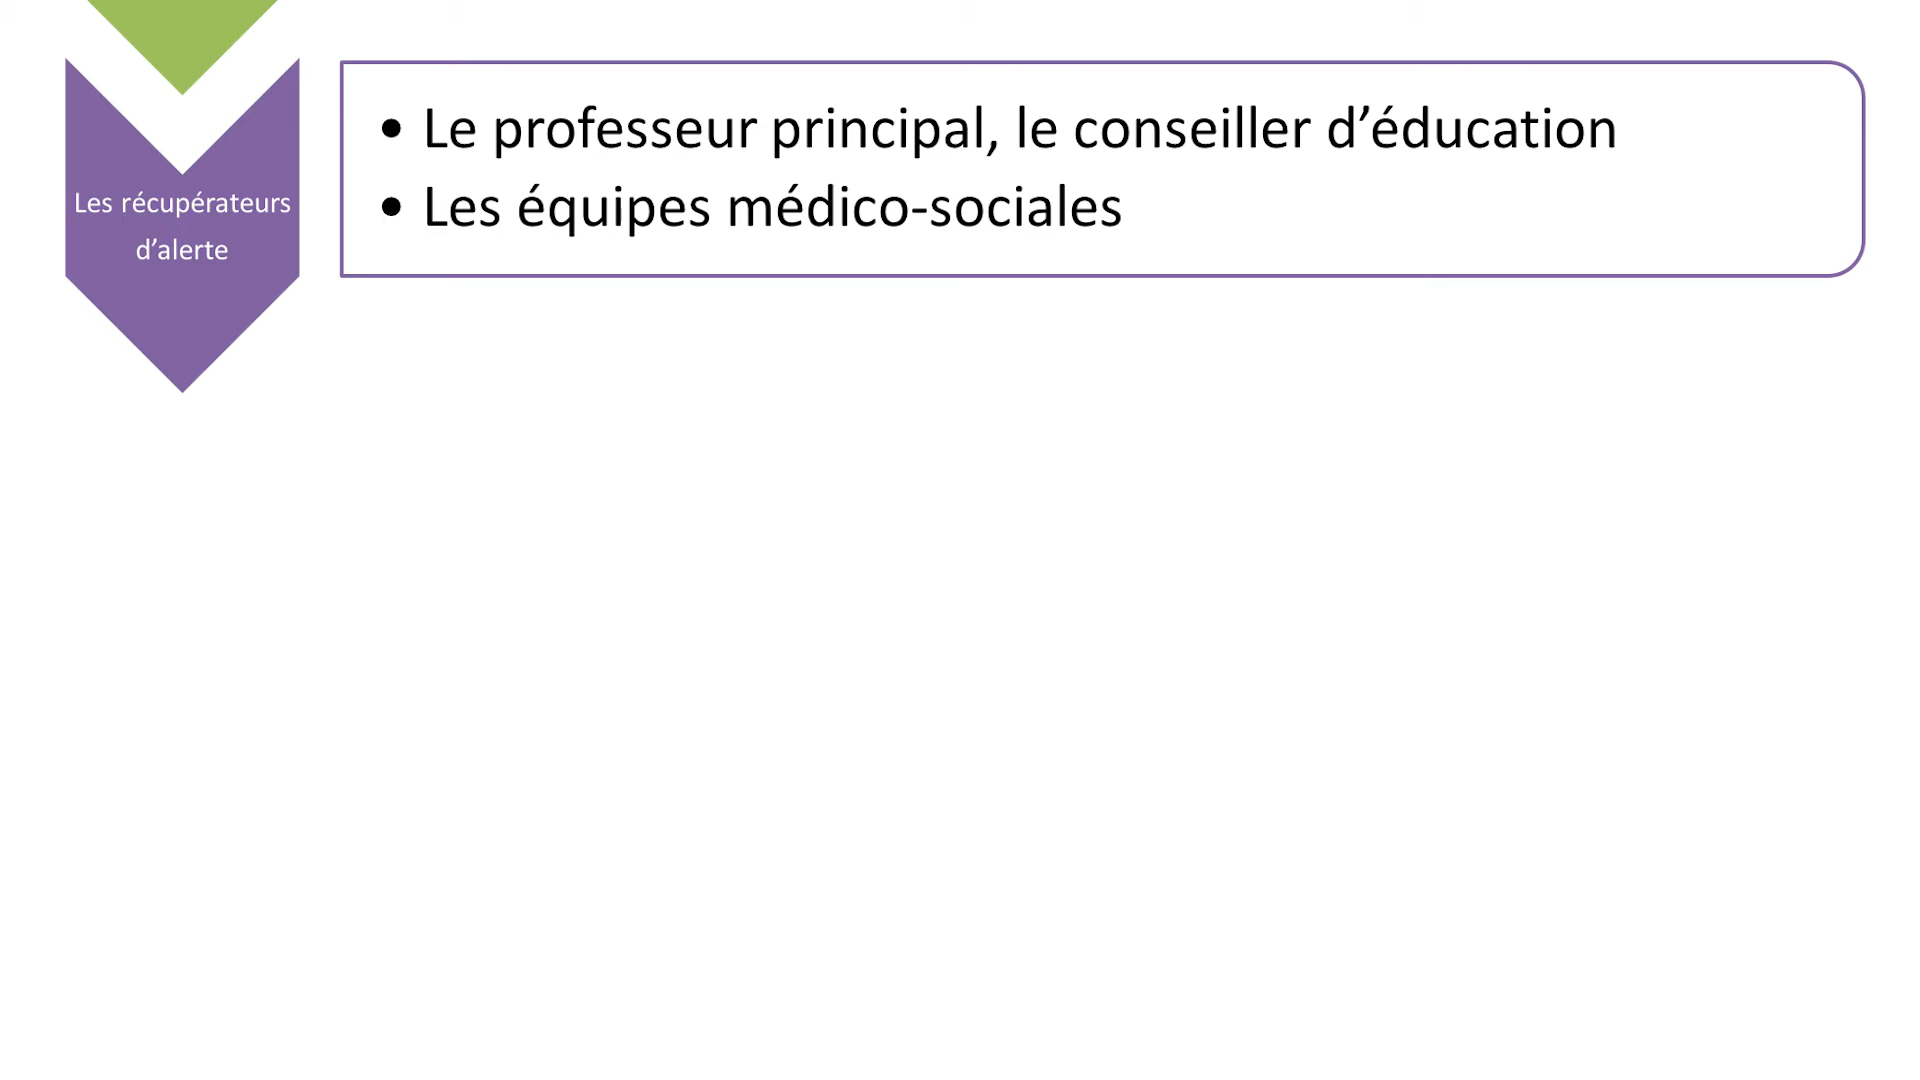 Les récupérateurs
d’alerte
• Le professeur principal, le conseiller d’éducation
• Les équipes médico-sociales